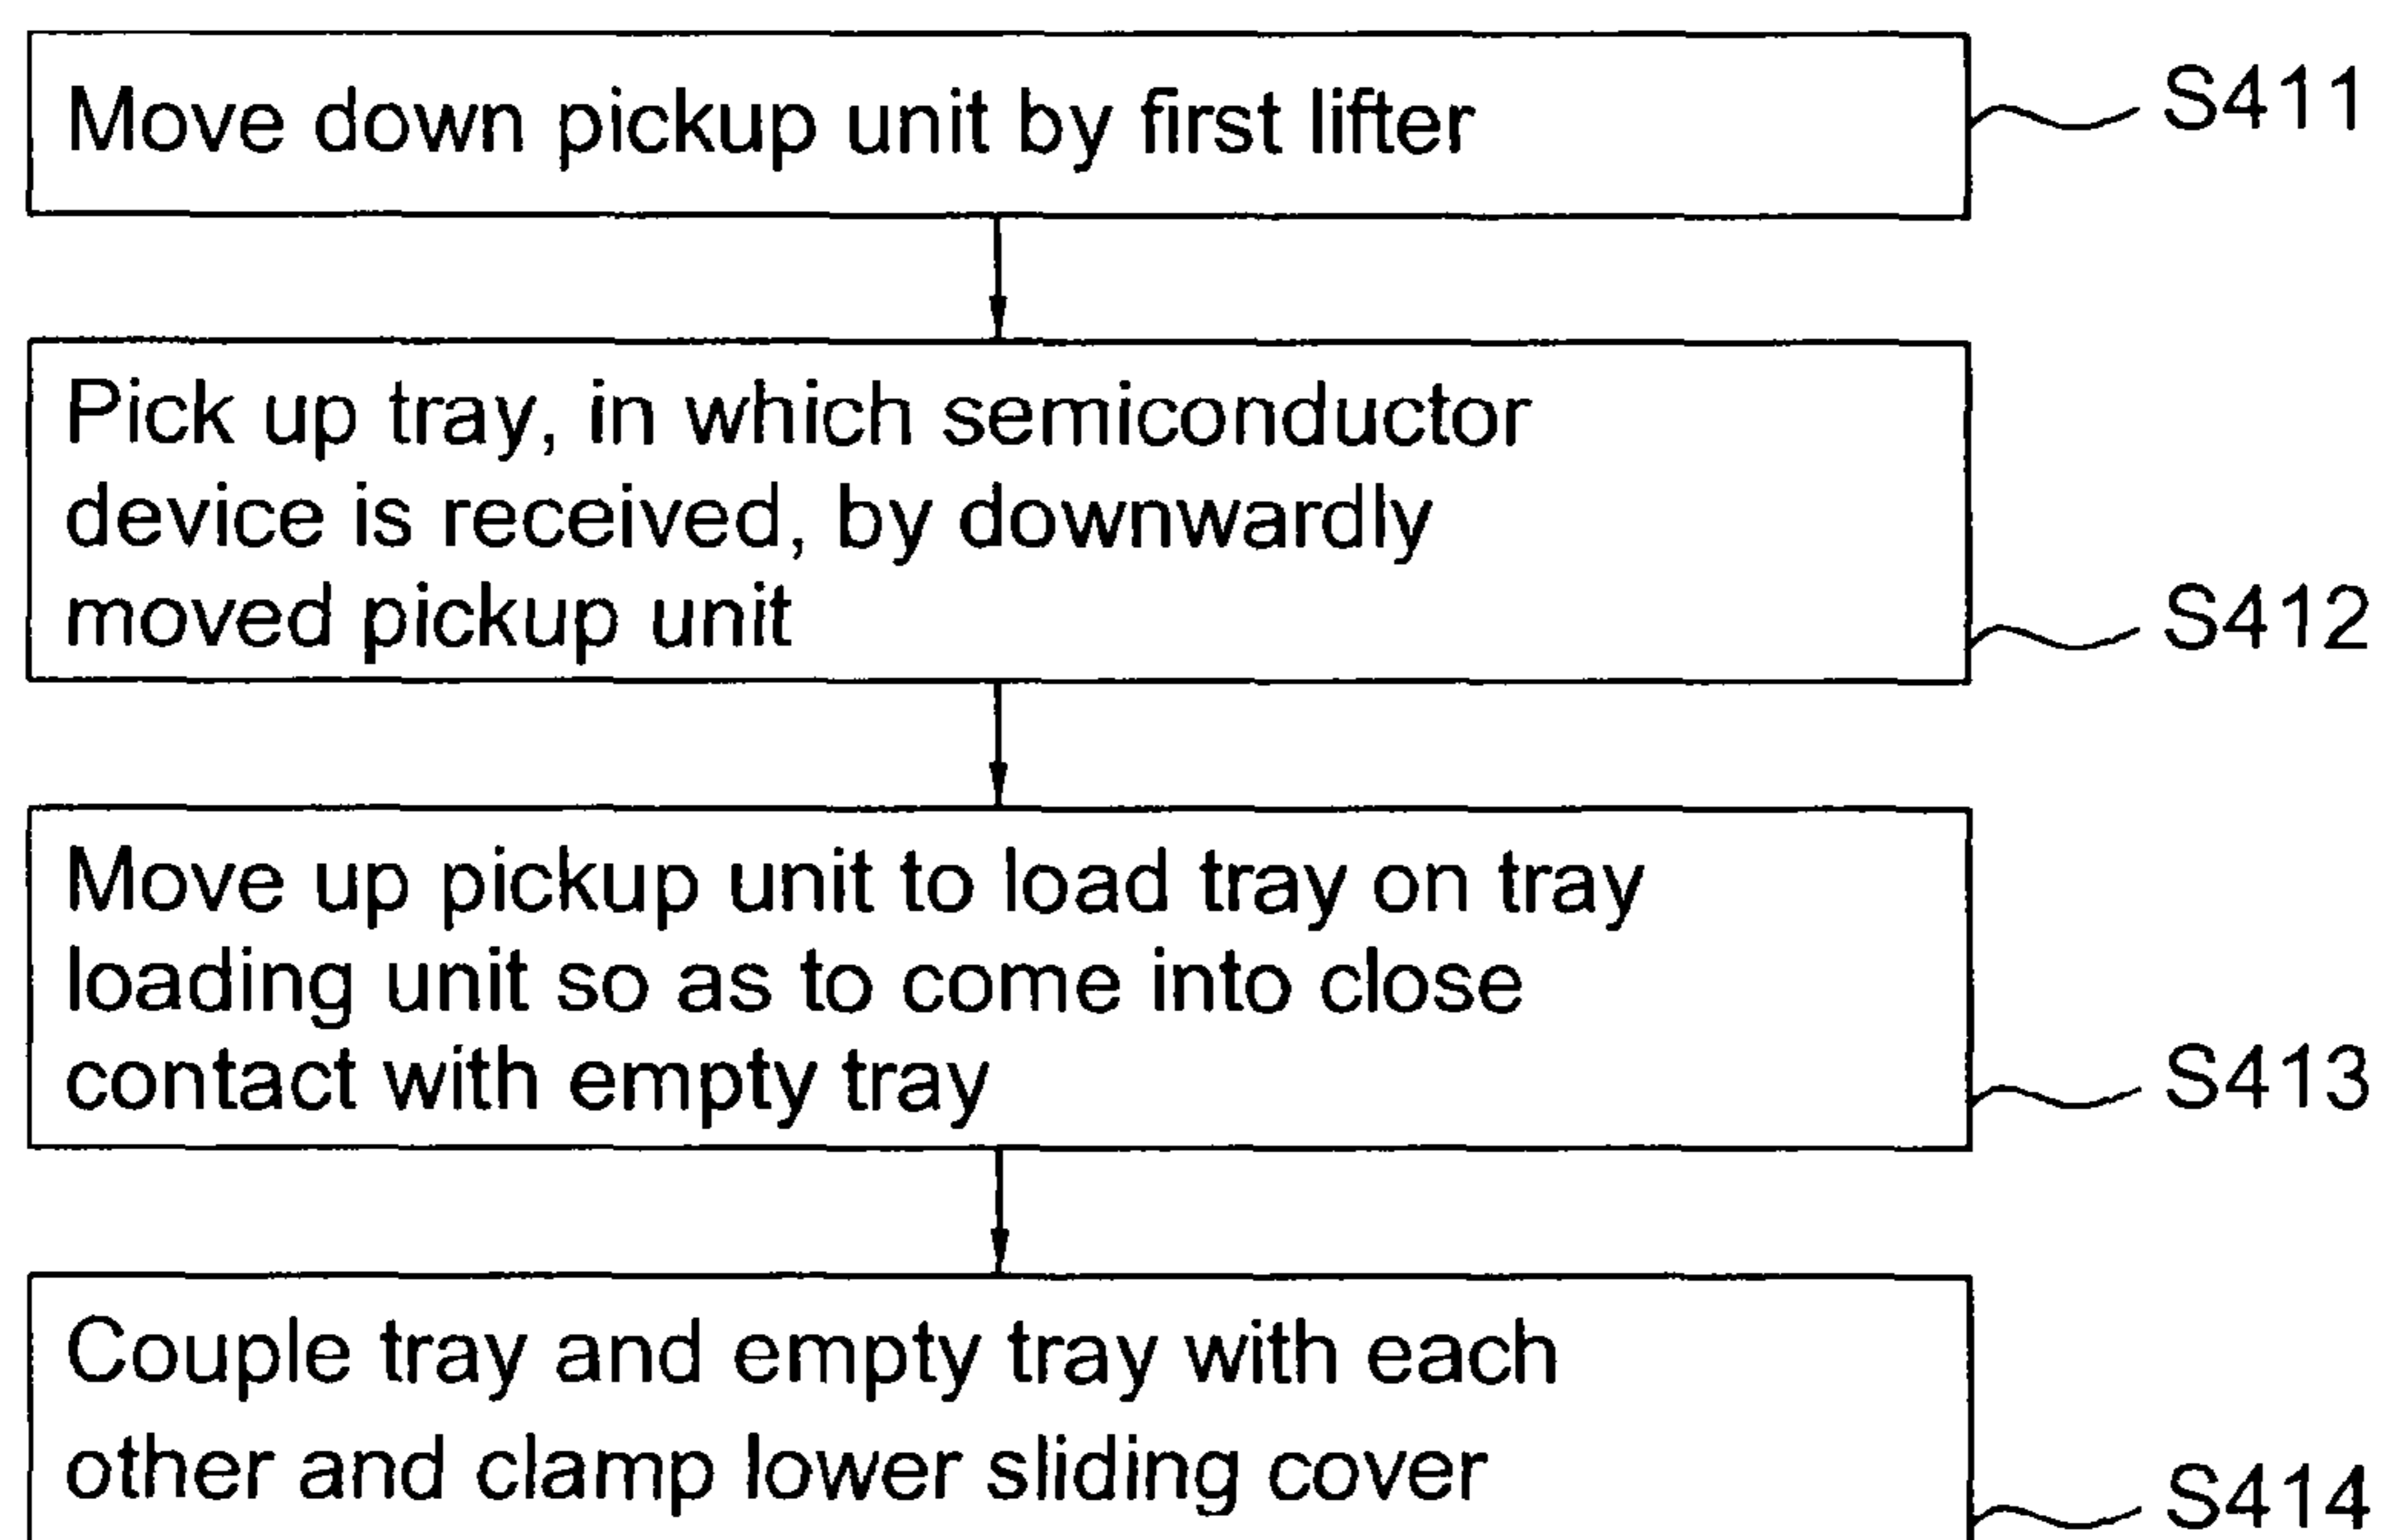 Move down pickup unit by first lifter
S411
Pick up tray, in which semiconductor
device is received, by downwardly
moved pickup unit
S412
Move up pickup unit to load tray on tray
loading unit so as to come into close
contact with empty tray
S413
Couple tray and empty tray with each
other and clamp lower sliding cover
S414